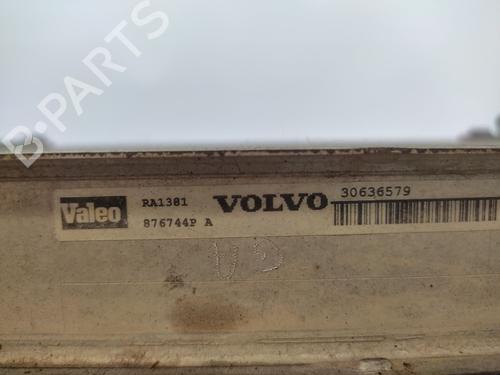 B-PARTS
Valeo
RA1381
876744P A
VOLVO
30636579